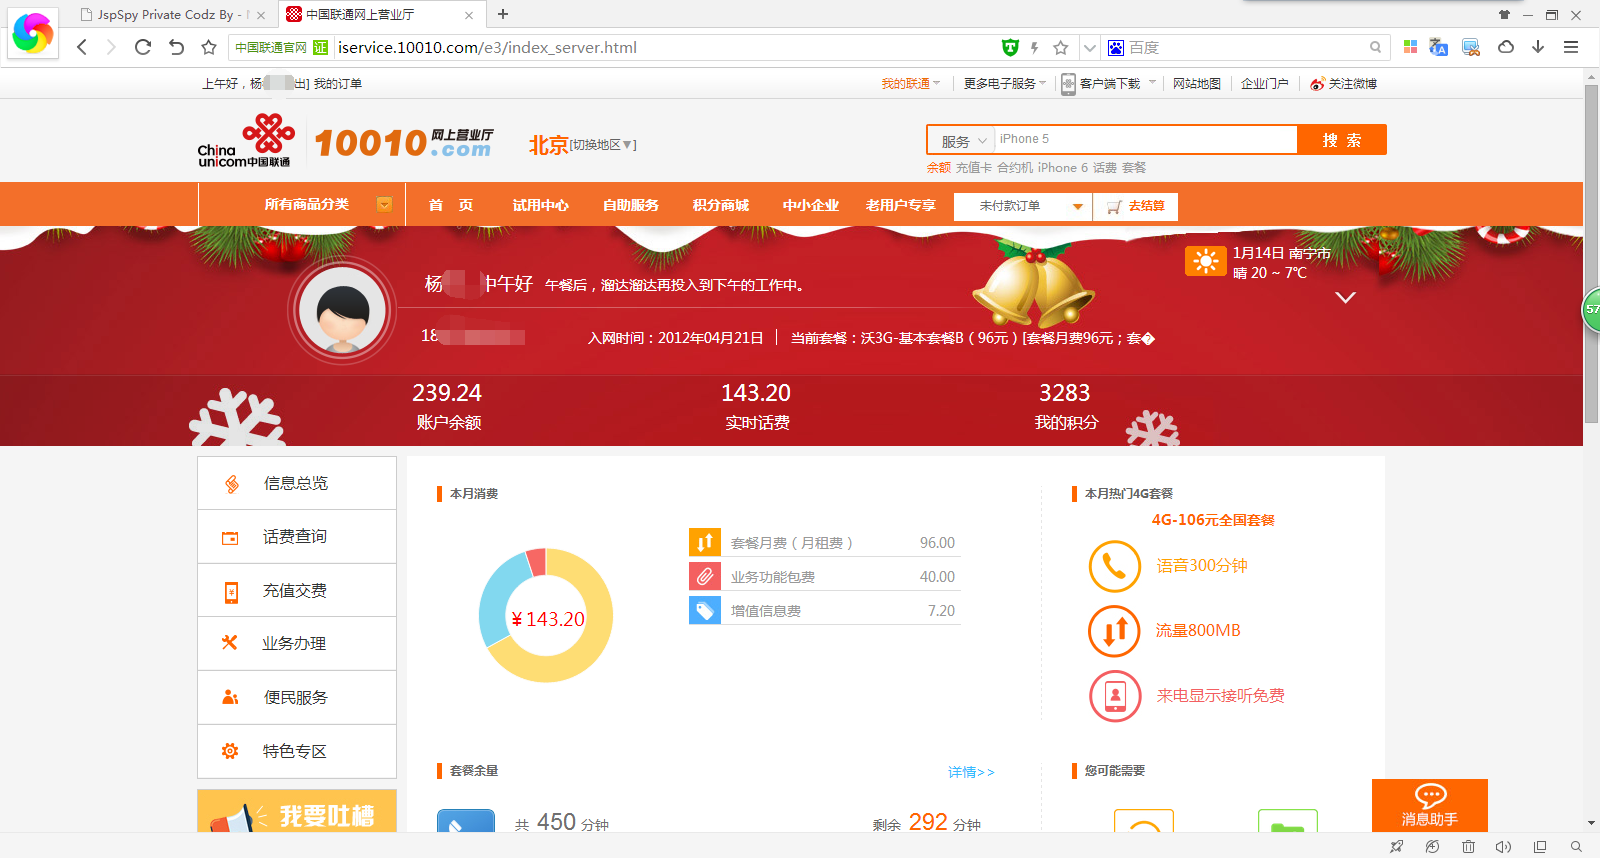 JspSpy Private Codz By -
中国联通网上营业厅
中国联通官网 证 iservice.10010.com/e3/index_server.html
百度
上午好，杨 出] 我的订单
我的联通 更多电子服务 客户端下载 网站地图 企业门户 关注微博
China unicom中国联通
10010.com 网上营业厅
北京[切换地区▼]
服务 iPhone 5 搜 索
余额 充值卡 合约机 iPhone 6 话费 套餐
所有商品分类 首 页 试用中心 自助服务 积分商城 中小企业 老用户专享 未付款订单 去结算
1月14日 南宁市
晴 20 ~ 7℃
杨 中午好 午餐后，溜达溜达再投入到下午的工作中。
57
18 入网时间：2012年04月21日 | 当前套餐：沃3G-基本套餐B（96元）[套餐月费96元；套�
239.24 143.20 3283
账户余额 实时话费 我的积分
信息总览
话费查询
充值交费
业务办理
便民服务
特色专区
我要吐槽
本月消费
¥ 143.20
套餐月费（月租费） 96.00
业务功能包费 40.00
增值信息费 7.20
本月热门4G套餐
4G-106元全国套餐
语音300分钟
流量800MB
来电显示接听免费
套餐余量 详情>>
共 450 分钟 剩余 292 分钟
您可能需要
消息助手